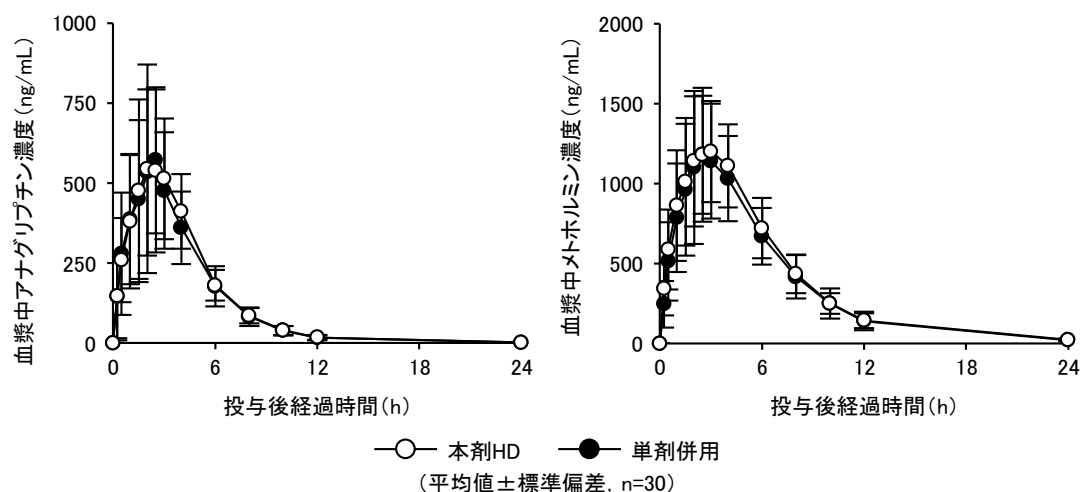 血漿中アナグリプチン濃度（ng/mL）
1000
750
500
250
0
0 6 12 18 24
投与後経過時間（h）
血漿中メトホルミン濃度（ng/mL）
2000
1500
1000
500
0
0 6 12 18 24
投与後経過時間（h）
本剤HD 単剤併用
（平均値±標準偏差，n=30）